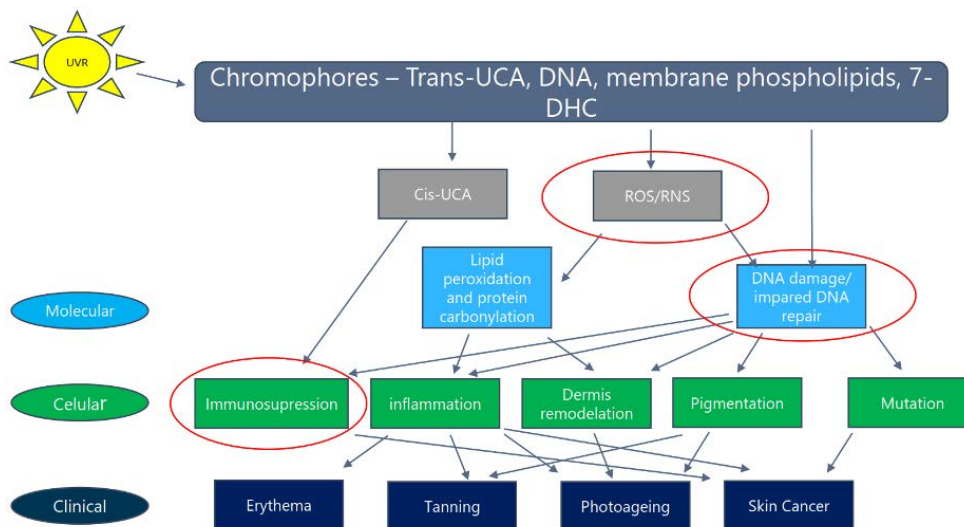 UVR
Chromophores – Trans-UCA, DNA, membrane phospholipids, 7-
DHC
Cis-UCA
ROS/RNS
Lipid
peroxidation
and protein
carbonylation
DNA damage/
impared DNA
repair
Molecular
Celular
Immunosupression
inflammation
Dermis
remodelation
Pigmentation
Mutation
Clinical
Erythema
Tanning
Photoageing
Skin Cancer